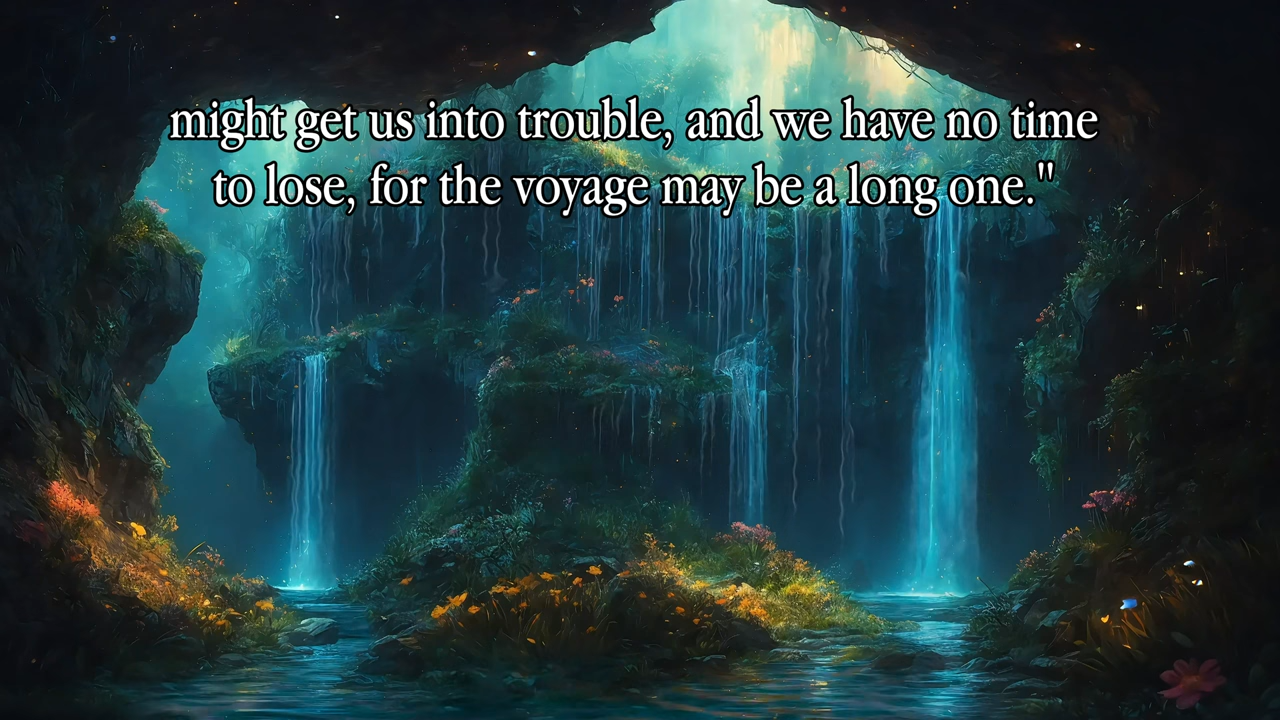 might get us into trouble, and we have no time
to lose, for the voyage may be a long one."